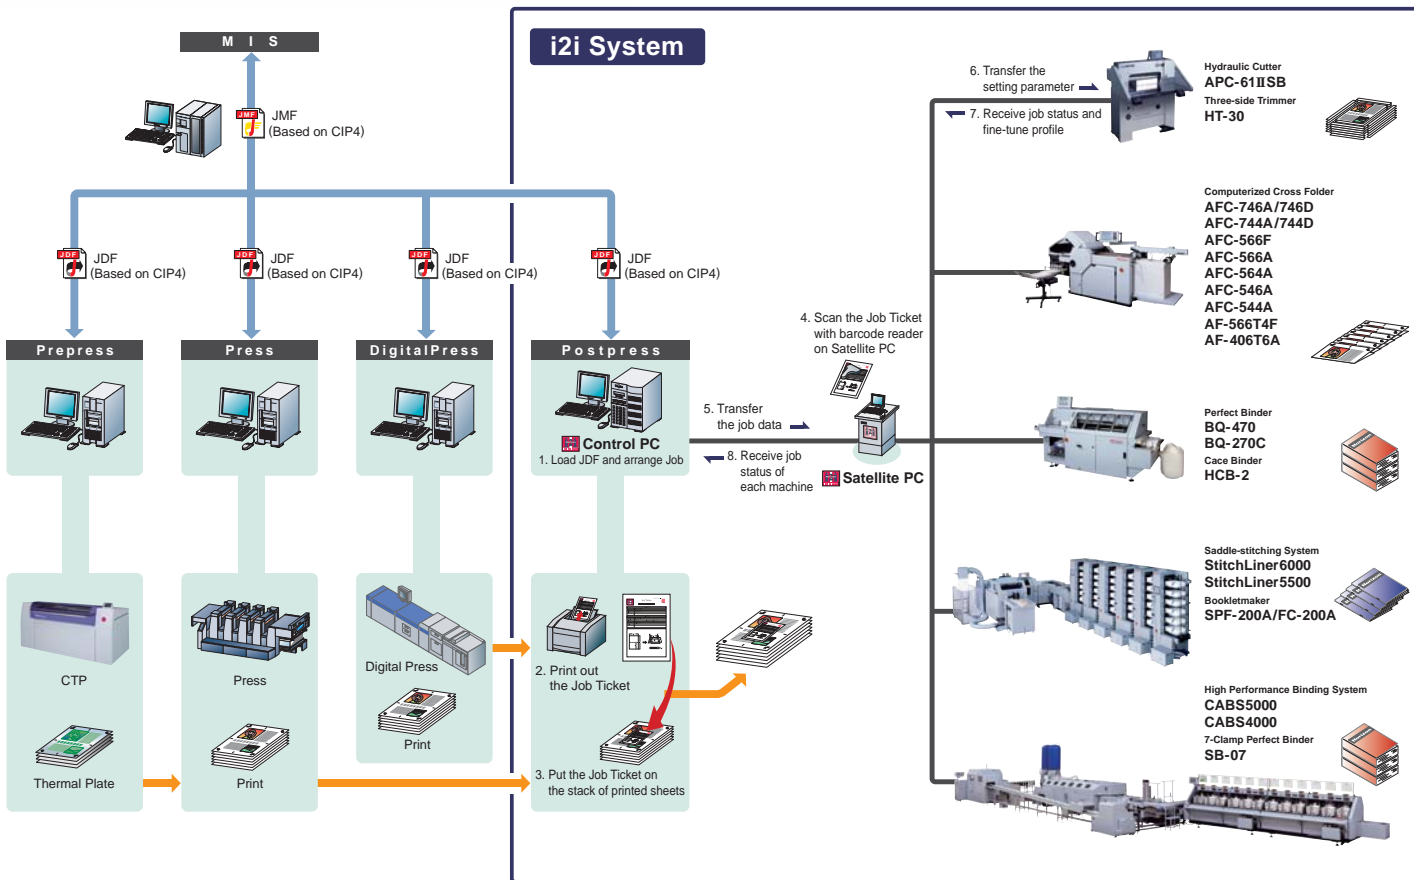 M I S
i2i System
JMF
JMF
(Based on CIP4)
JDF
JDF
(Based on CIP4)
JDF
JDF
(Based on CIP4)
JDF
JDF
(Based on CIP4)
JDF
JDF
(Based on CIP4)
Prepress
Press
DigitalPress
Postpress
Control PC
1. Load JDF and arrange Job
CTP
Thermal Plate
Press
Print
Digital Press
Print
2. Print out
the Job Ticket
3. Put the Job Ticket on
the stack of printed sheets
4. Scan the Job Ticket
with barcode reader
on Satellite PC
5. Transfer
the job data
8. Receive job
status of
each machine
Satellite PC
6. Transfer the
setting parameter
7. Receive job status and
fine-tune profile
Hydraulic Cutter
APC-61IISB
Three-side Trimmer
HT-30
Computerized Cross Folder
AFC-746A/746D
AFC-744A/744D
AFC-566F
AFC-566A
AFC-564A
AFC-546A
AFC-544A
AF-566T4F
AF-406T6A
Perfect Binder
BQ-470
BQ-270C
Cace Binder
HCB-2
Saddle-stitching System
StitchLiner6000
StitchLiner5500
Bookletmaker
SPF-200A/FC-200A
High Performance Binding System
CABS5000
CABS4000
7-Clamp Perfect Binder
SB-07